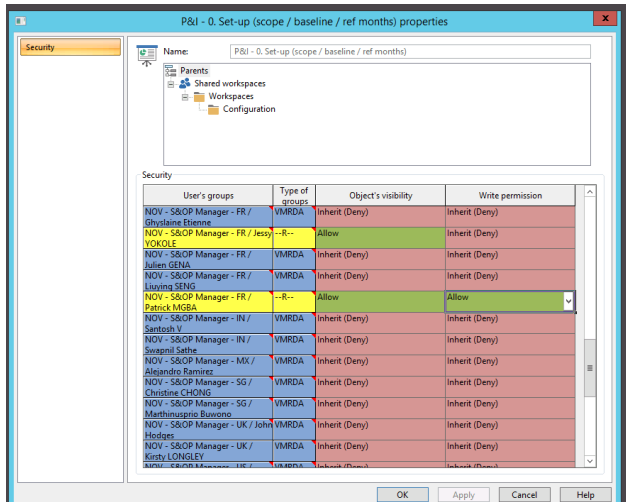 P&I - 0. Set-up (scope / baseline / ref months) properties
x
Security
Name:
P&I - 0. Set-up (scope / baseline / ref months)
Parents
Shared workspaces
Workspaces
Configuration
Security
User's groups
Type of groups
Object's visibility
Write permission
NOV - S&OP Manager - FR /
Ghyslaine Etienne
VMRDA
Inherit (Deny)
Inherit (Deny)
NOV - S&OP Manager - FR / Jessy
YOKOLE
--R--
Allow
Inherit (Deny)
NOV - S&OP Manager - FR /
Julien GENA
VMRDA
Inherit (Deny)
Inherit (Deny)
NOV - S&OP Manager - FR /
Liuying SENG
VMRDA
Inherit (Deny)
Inherit (Deny)
NOV - S&OP Manager - FR /
Patrick MGBA
--R--
Allow
Allow
NOV - S&OP Manager - IN /
Santosh V
VMRDA
Inherit (Deny)
Inherit (Deny)
NOV - S&OP Manager - IN /
Swapnil Sathe
VMRDA
Inherit (Deny)
Inherit (Deny)
NOV - S&OP Manager - MX /
Alejandro Ramirez
VMRDA
Inherit (Deny)
Inherit (Deny)
NOV - S&OP Manager - SG /
Christine CHONG
VMRDA
Inherit (Deny)
Inherit (Deny)
NOV - S&OP Manager - SG /
Marthinusprio Buwono
VMRDA
Inherit (Deny)
Inherit (Deny)
NOV - S&OP Manager - UK / John
Hodges
VMRDA
Inherit (Deny)
Inherit (Deny)
NOV - S&OP Manager - UK /
Kirsty LONGLEY
VMRDA
Inherit (Deny)
Inherit (Deny)
OK
Apply
Cancel
Help